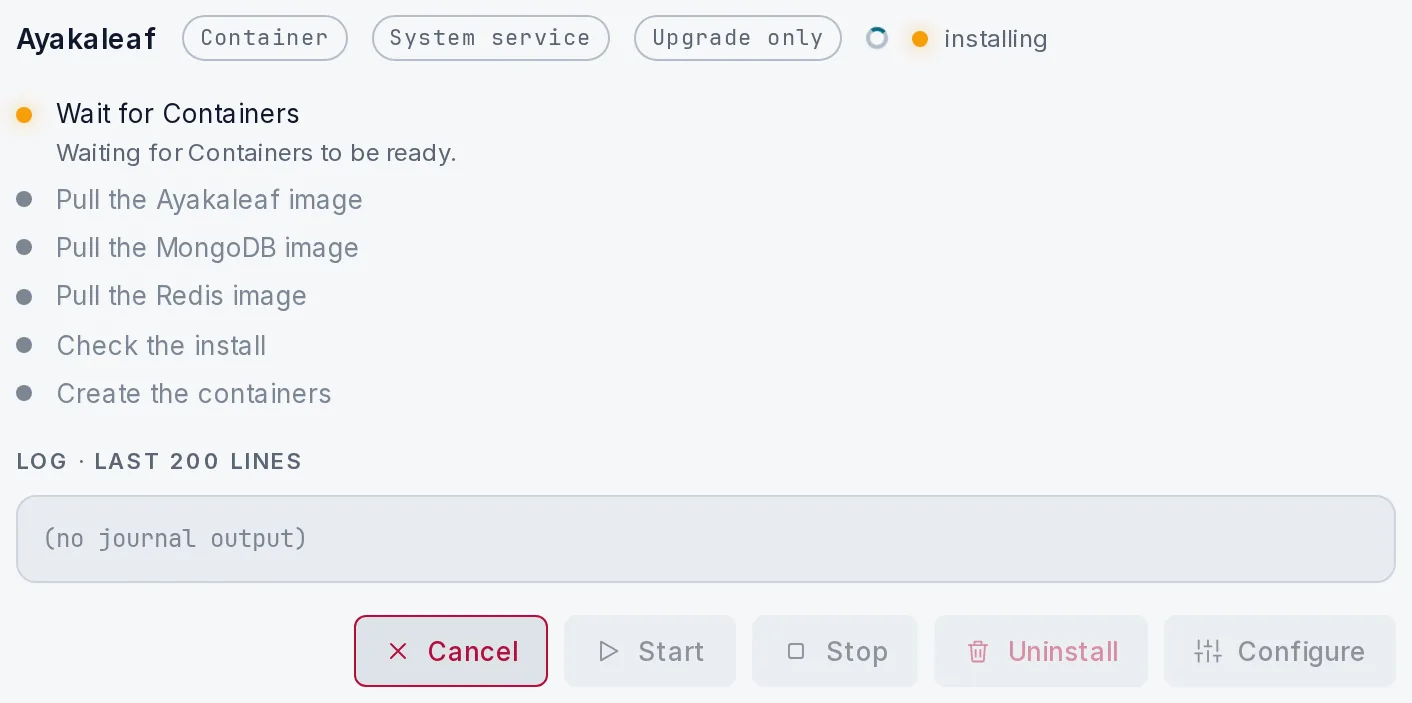 Ayakaleaf Container System service Upgrade only installing
Wait for Containers
Waiting for Containers to be ready.
Pull the Ayakaleaf image
Pull the MongoDB image
Pull the Redis image
Check the install
Create the containers
LOG · LAST 200 LINES
(no journal output)
Cancel Start Stop Uninstall Configure